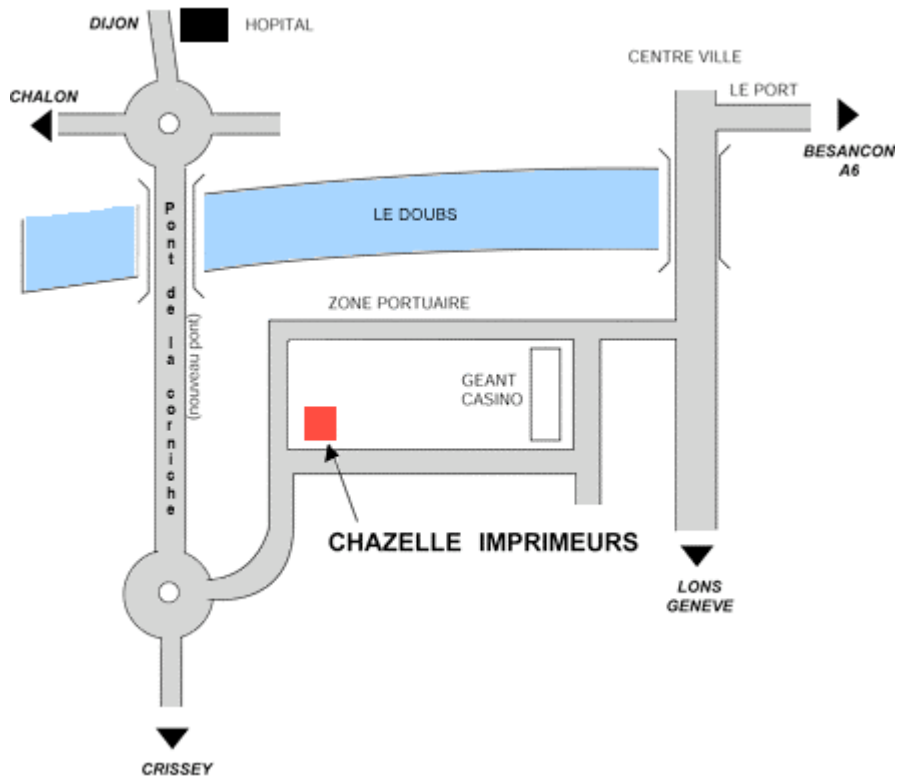 DIJON
HOPITAL
CENTRE VILLE
CHALON
LE PORT
BESANCON
A6
LE DOUBS
Pont de la corniche
(nouveau pont)
ZONE PORTUAIRE
GEANT
CASINO
CHAZELLE IMPRIMEURS
LONS
GENEVE
CRISSEY